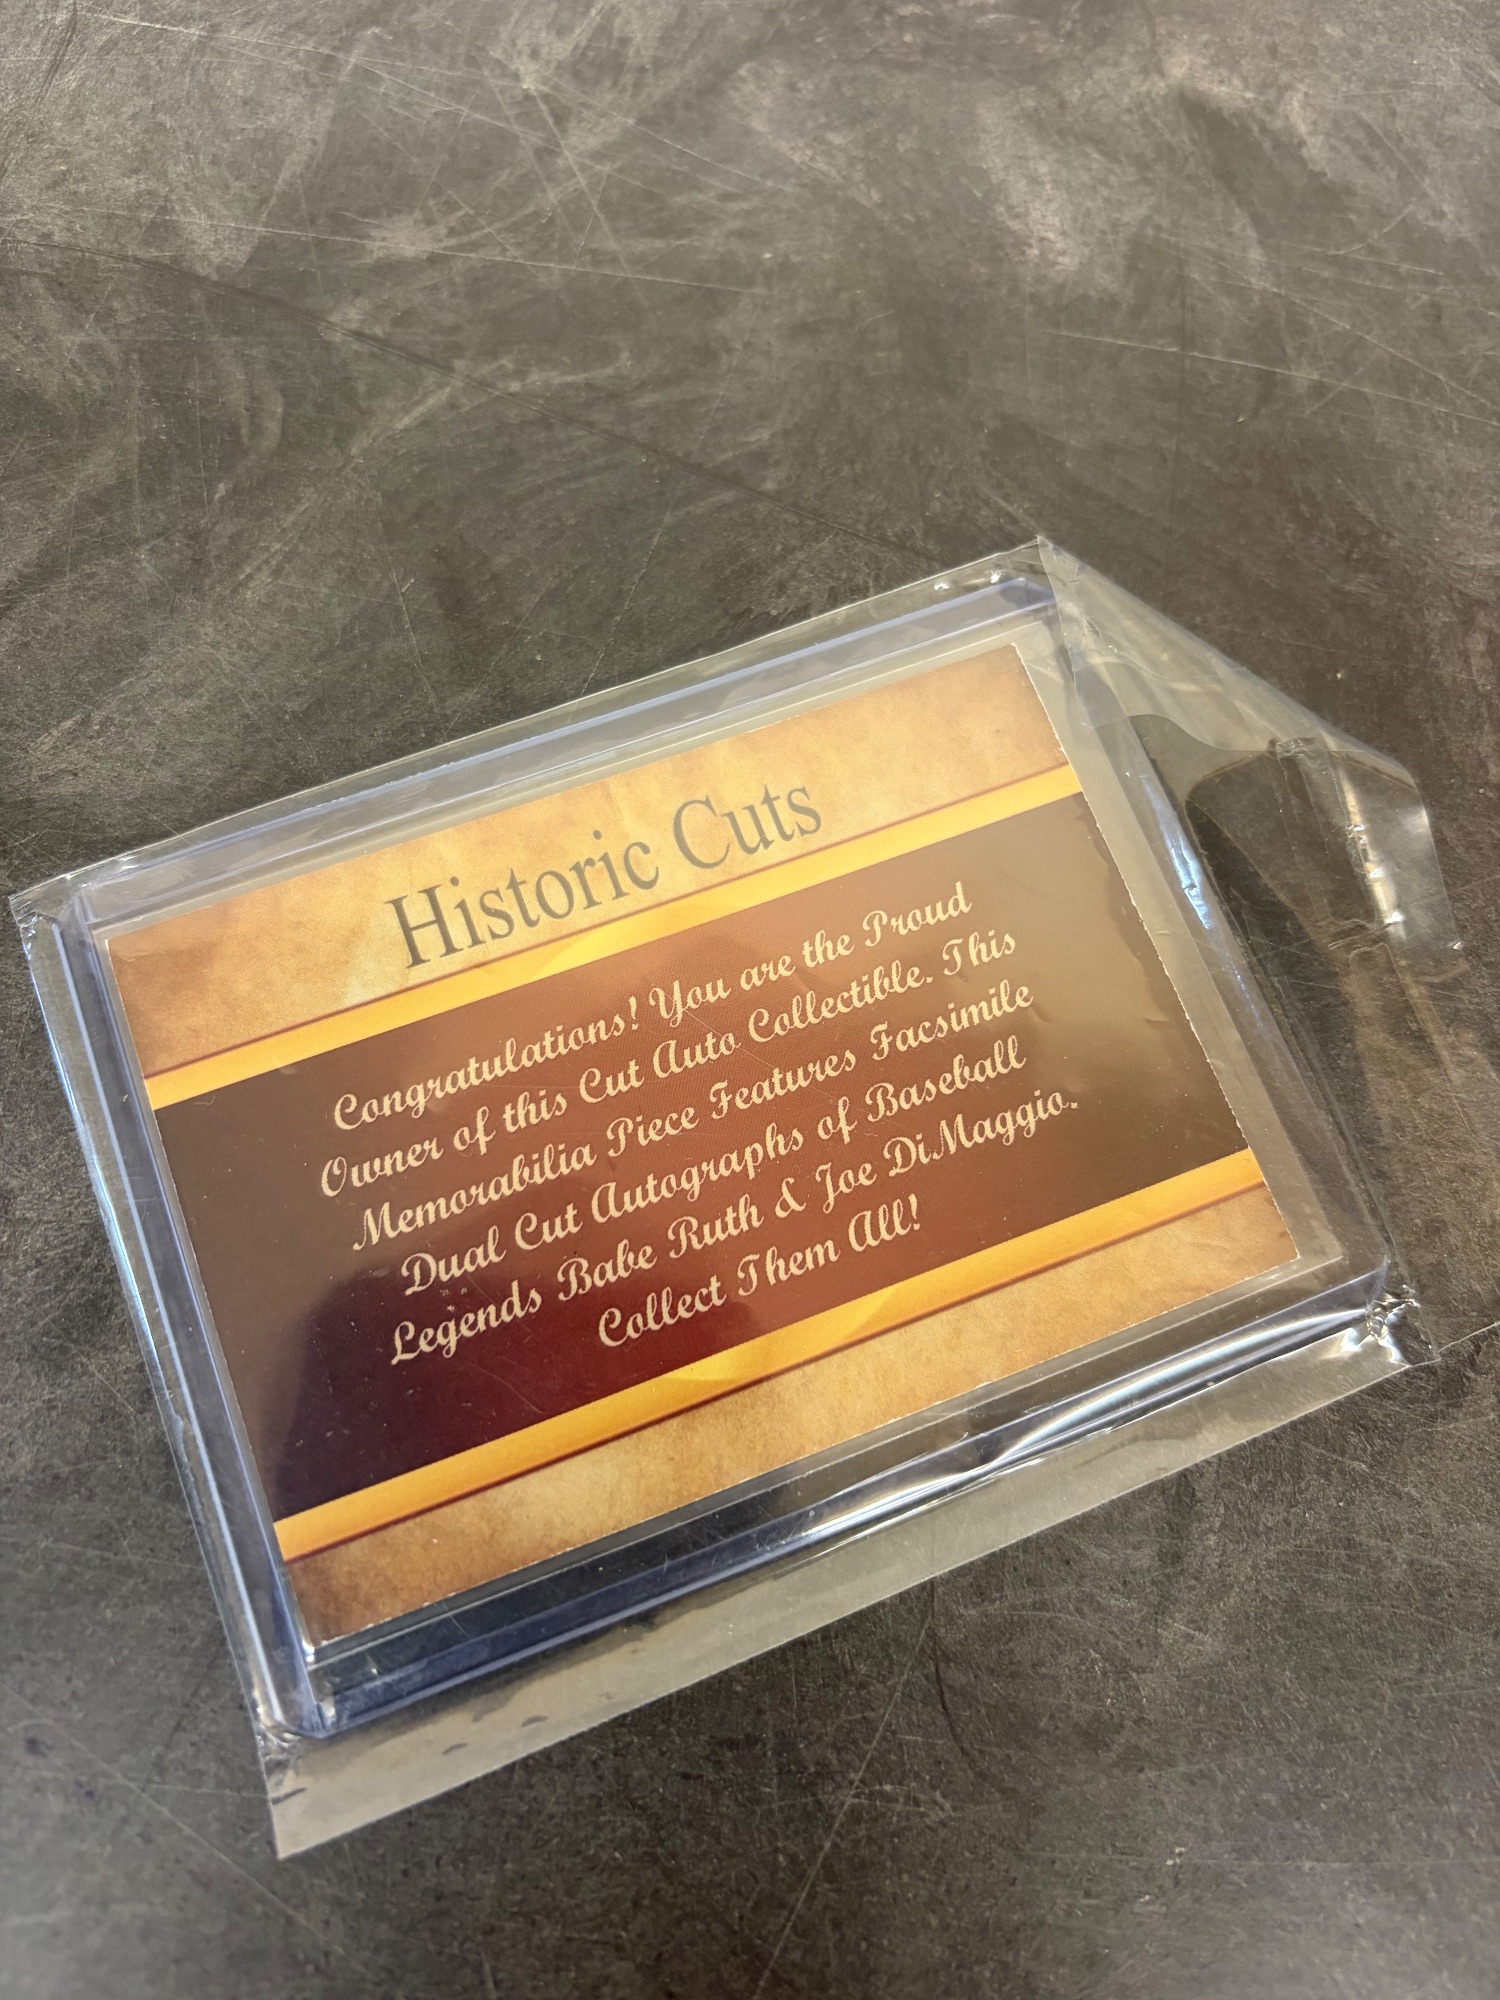 Historic Cuts
Congratulations! You are the Proud
Owner of this Cut Auto Collectible. This
Memorabilia Piece Features Facsimile
Dual Cut Autographs of Baseball
Legends Babe Ruth & Joe DiMaggio.
Collect Them All!